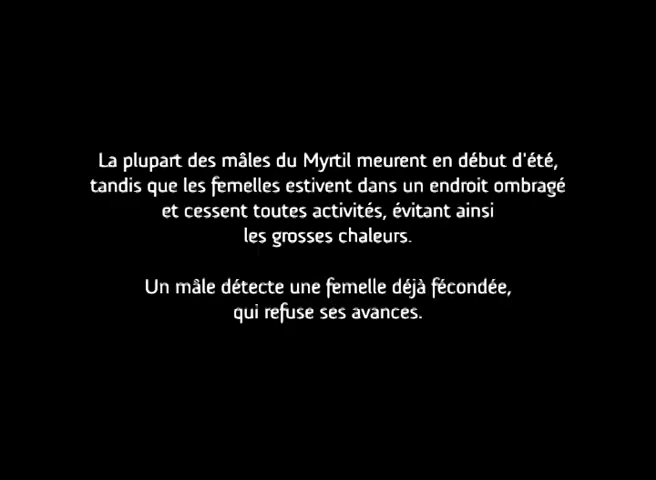 La plupart des mâles du Myrtil meurent en début d'été,
tandis que les femelles estivent dans un endroit ombragé
et cessent toutes activités, évitant ainsi
les grosses chaleurs.
Un mâle détecte une femelle déjà fécondée,
qui refuse ses avances.